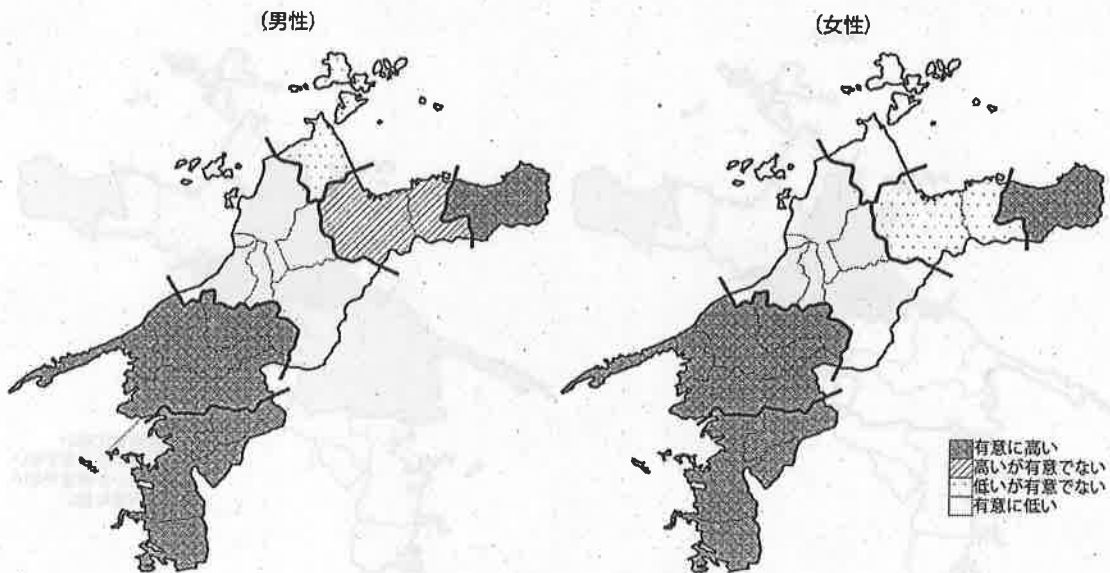 (男性)
(女性)
有意に高い
高いが有意でない
低いが有意でない
有意に低い